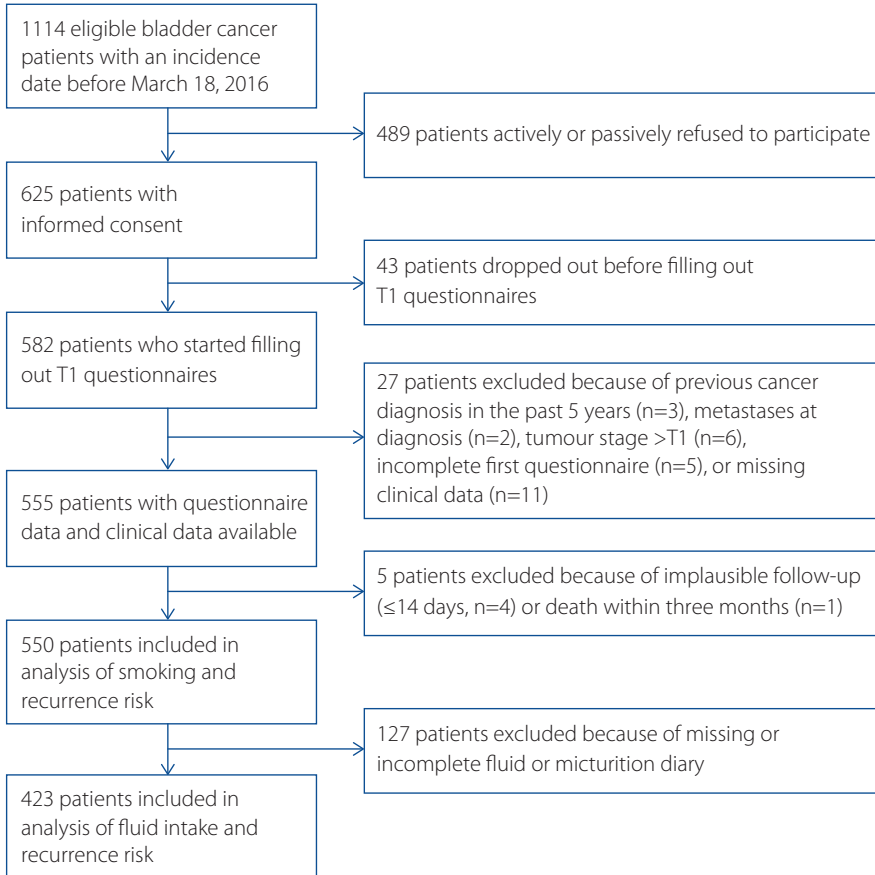 1114 eligible bladder cancer
patients with an incidence
date before March 18, 2016
489 patients actively or passively refused to participate
625 patients with
informed consent
43 patients dropped out before filling out
T1 questionnaires
582 patients who started filling
out T1 questionnaires
27 patients excluded because of previous cancer
diagnosis in the past 5 years (n=3), metastases at
diagnosis (n=2), tumour stage >T1 (n=6),
incomplete first questionnaire (n=5), or missing
clinical data (n=11)
555 patients with questionnaire
data and clinical data available
5 patients excluded because of implausible follow-up
(≤14 days, n=4) or death within three months (n=1)
550 patients included in
analysis of smoking and
recurrence risk
127 patients excluded because of missing or
incomplete fluid or micturition diary
423 patients included in
analysis of fluid intake and
recurrence risk